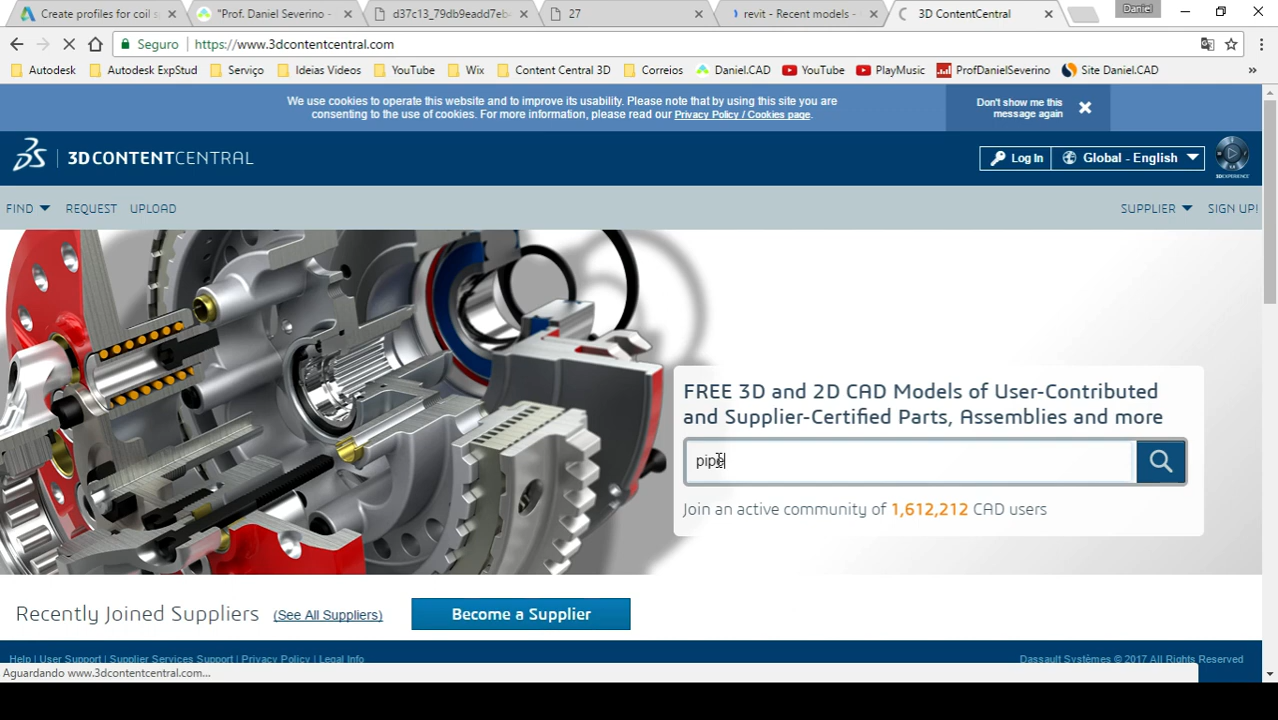 Create profiles for coil s
"Prof. Daniel Severino -
d37c13_79db9eadd7eb
27
revit - Recent models -
3D ContentCentral
Daniel
Seguro
https://www.3dcontentcentral.com
Autodesk
Autodesk ExpStud
Serviço
Ideias Videos
YouTube
Wix
Content Central 3D
Correios
Daniel.CAD
YouTube
PlayMusic
ProfDanielSeverino
Site Daniel.CAD
»
We use cookies to operate this website and to improve its usability. Please note that by using this site you are
consenting to the use of cookies. For more information, please read our Privacy Policy / Cookies page.
Don't show me this
message again
3DCONTENTCENTRAL
Log In
Global - English
3DEXPERIENCE
FIND
REQUEST
UPLOAD
SUPPLIER
SIGN UP!
FREE 3D and 2D CAD Models of User-Contributed
and Supplier-Certified Parts, Assemblies and more
pipe
Join an active community of 1,612,212 CAD users
Recently Joined Suppliers
(See All Suppliers)
Become a Supplier
Help | User Support | Supplier Services Support | Privacy Policy | Legal Info
Dassault Systèmes © 2017 All Rights Reserved
Aguardando www.3dcontentcentral.com...